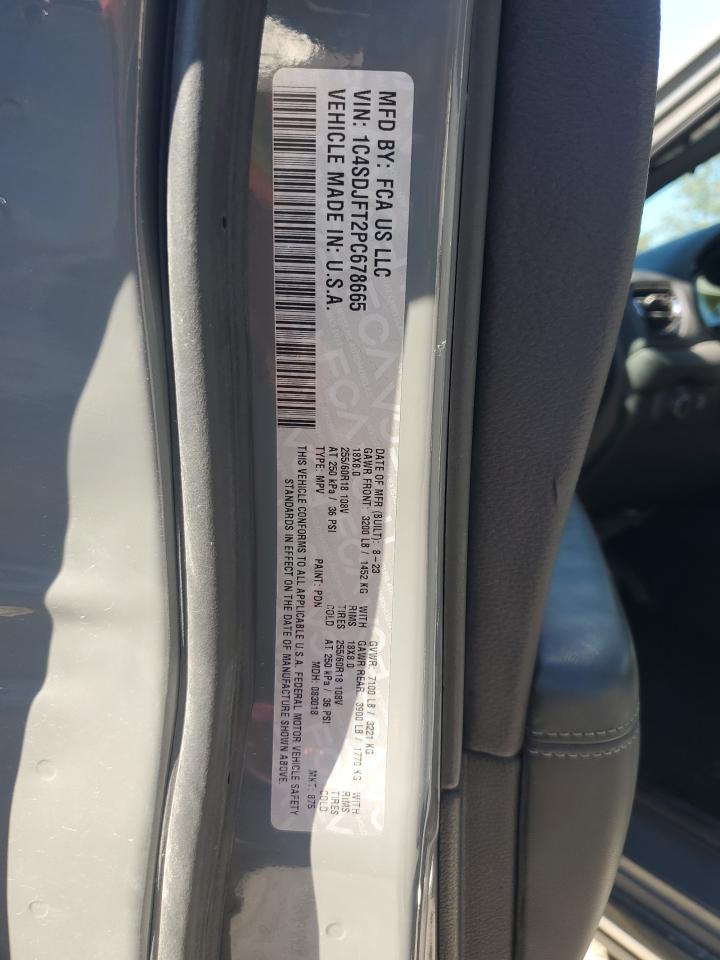 MFD BY: FCA US LLC
VIN: 1C4SDJFT2PC678665
VEHICLE MADE IN: U.S.A.
DATE OF MFR (BUILT): 8-23 GVWR: 7100 LB / 3221 KG
GAWR FRONT: 3200 LB / 1452 KG WITH GAWR REAR: 3900 LB / 1770 KG WITH
18X8.0 RIMS 18X8.0 RIMS
255/60R18 108V TIRES 255/60R18 108V TIRES
AT 250 kPa / 36 PSI COLD AT 250 kPa / 36 PSI COLD
TYPE: MPV PAINT: PDN MDH: 083018 MKT: 876
THIS VEHICLE CONFORMS TO ALL APPLICABLE U.S.A. FEDERAL MOTOR VEHICLE SAFETY
STANDARDS IN EFFECT ON THE DATE OF MANUFACTURE SHOWN ABOVE.